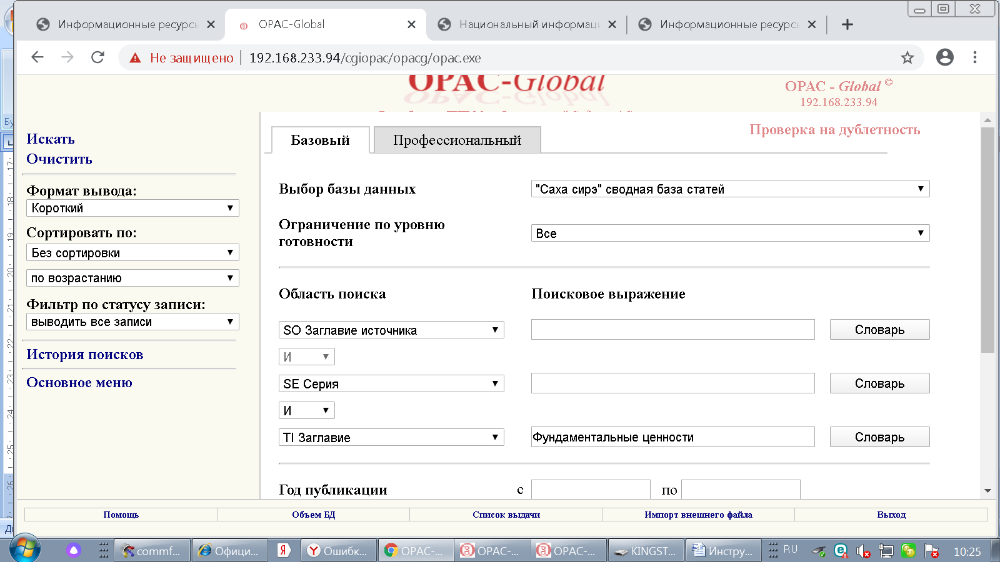 Информационные ресурсы
OPAC-Global
Национальный информаци
Информационные ресурсы
Не защищено
192.168.233.94/cgiopac/opacg/opac.exe
OPAC-Global
OPAC - Global ©
192.168.233.94
Искать
Очистить
Формат вывода:
Короткий
Сортировать по:
Без сортировки
по возрастанию
Фильтр по статусу записи:
выводить все записи
История поисков
Основное меню
Базовый
Профессиональный
Проверка на дублетность
Выбор базы данных
"Саха сирэ" сводная база статей
Ограничение по уровню
готовности
Все
Область поиска
Поисковое выражение
SO Заглавие источника
Словарь
И
SE Серия
Словарь
И
TI Заглавие
Фундаментальные ценности
Словарь
Год публикации
с
по
Помощь
Объем БД
Список выдачи
Импорт внешнего файла
Выход
commf...
Офици...
Я
Ошибк...
OPAC-...
OPAC-...
OPAC-...
KINGST...
Инстру...
RU
10:25